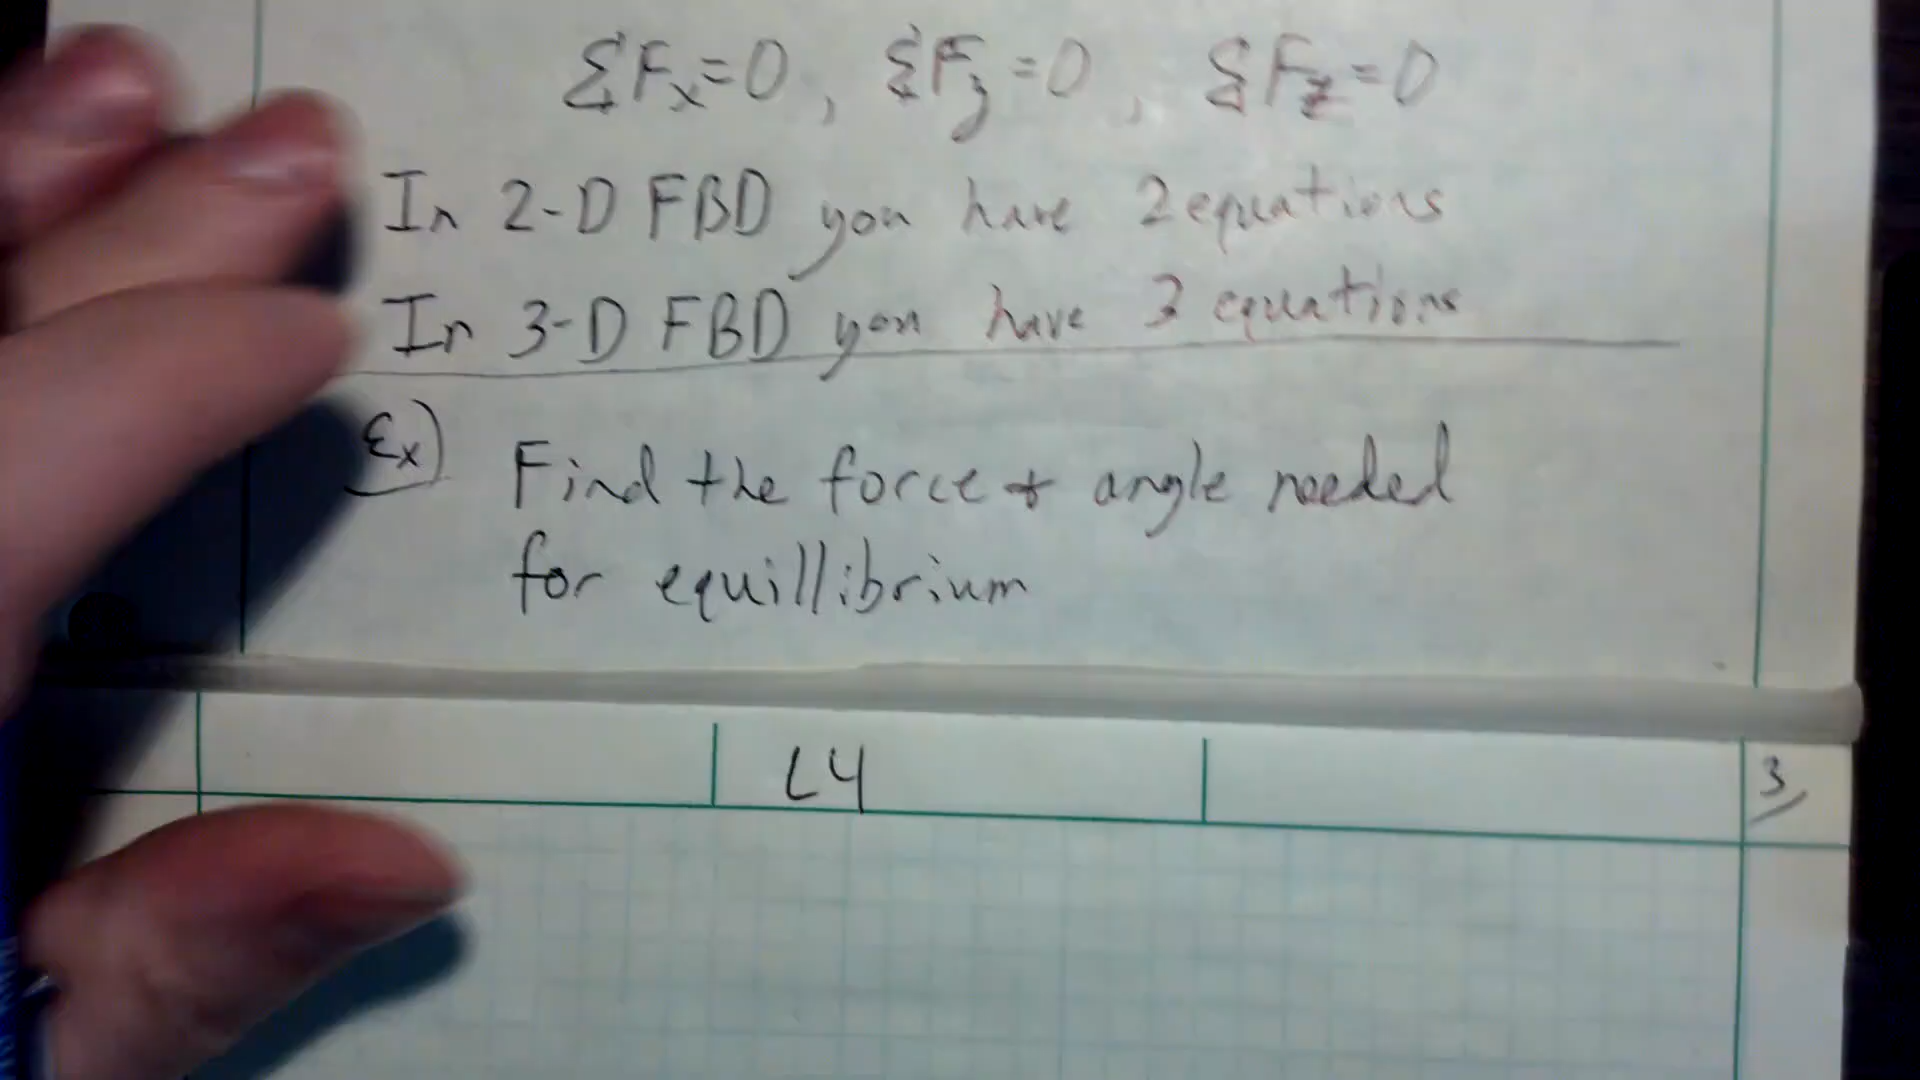 ΣFx=0, ΣFy=0, ΣFz=0
In 2-D FBD you have 2 equations
In 3-D FBD you have 3 equations
Ex) Find the force + angle needed
for equillibrium
L4
3